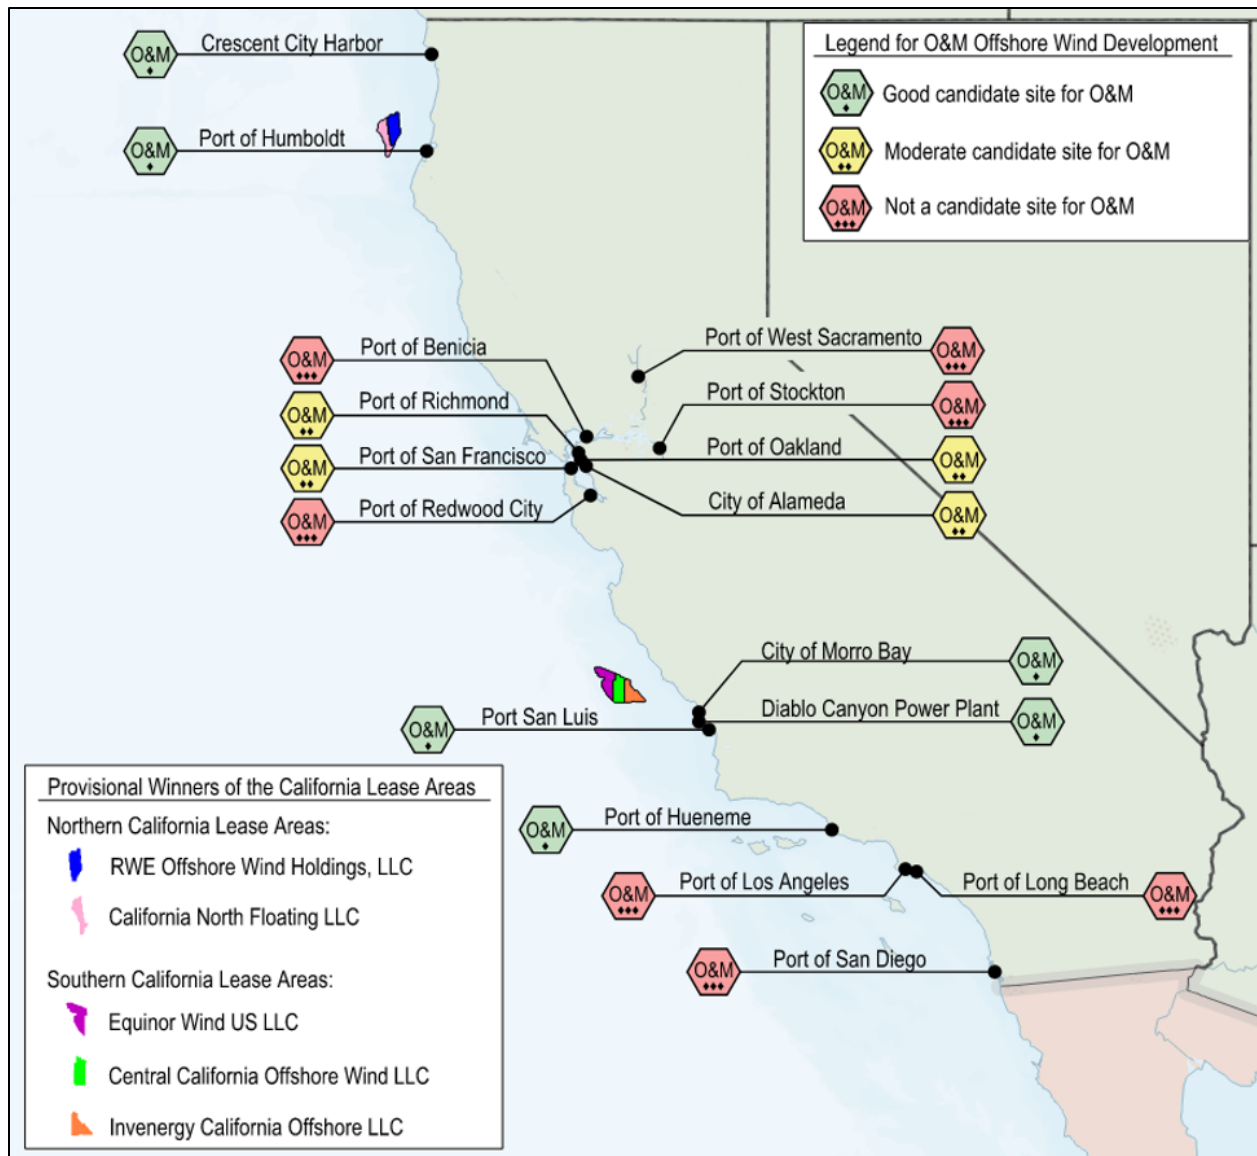 Crescent City Harbor
O&M
Port of Humboldt
O&M
Legend for O&M Offshore Wind Development
O&M
Good candidate site for O&M
O&M
Moderate candidate site for O&M
O&M
Not a candidate site for O&M
Port of Benicia
O&M
Port of Richmond
O&M
Port of San Francisco
O&M
Port of Redwood City
O&M
Port of West Sacramento
O&M
Port of Stockton
O&M
Port of Oakland
O&M
City of Alameda
O&M
City of Morro Bay
O&M
Diablo Canyon Power Plant
O&M
Port San Luis
O&M
Port of Hueneme
O&M
Port of Los Angeles
O&M
Port of Long Beach
O&M
Port of San Diego
O&M
Provisional Winners of the California Lease Areas
Northern California Lease Areas:
RWE Offshore Wind Holdings, LLC
California North Floating LLC
Southern California Lease Areas:
Equinor Wind US LLC
Central California Offshore Wind LLC
Invenergy California Offshore LLC